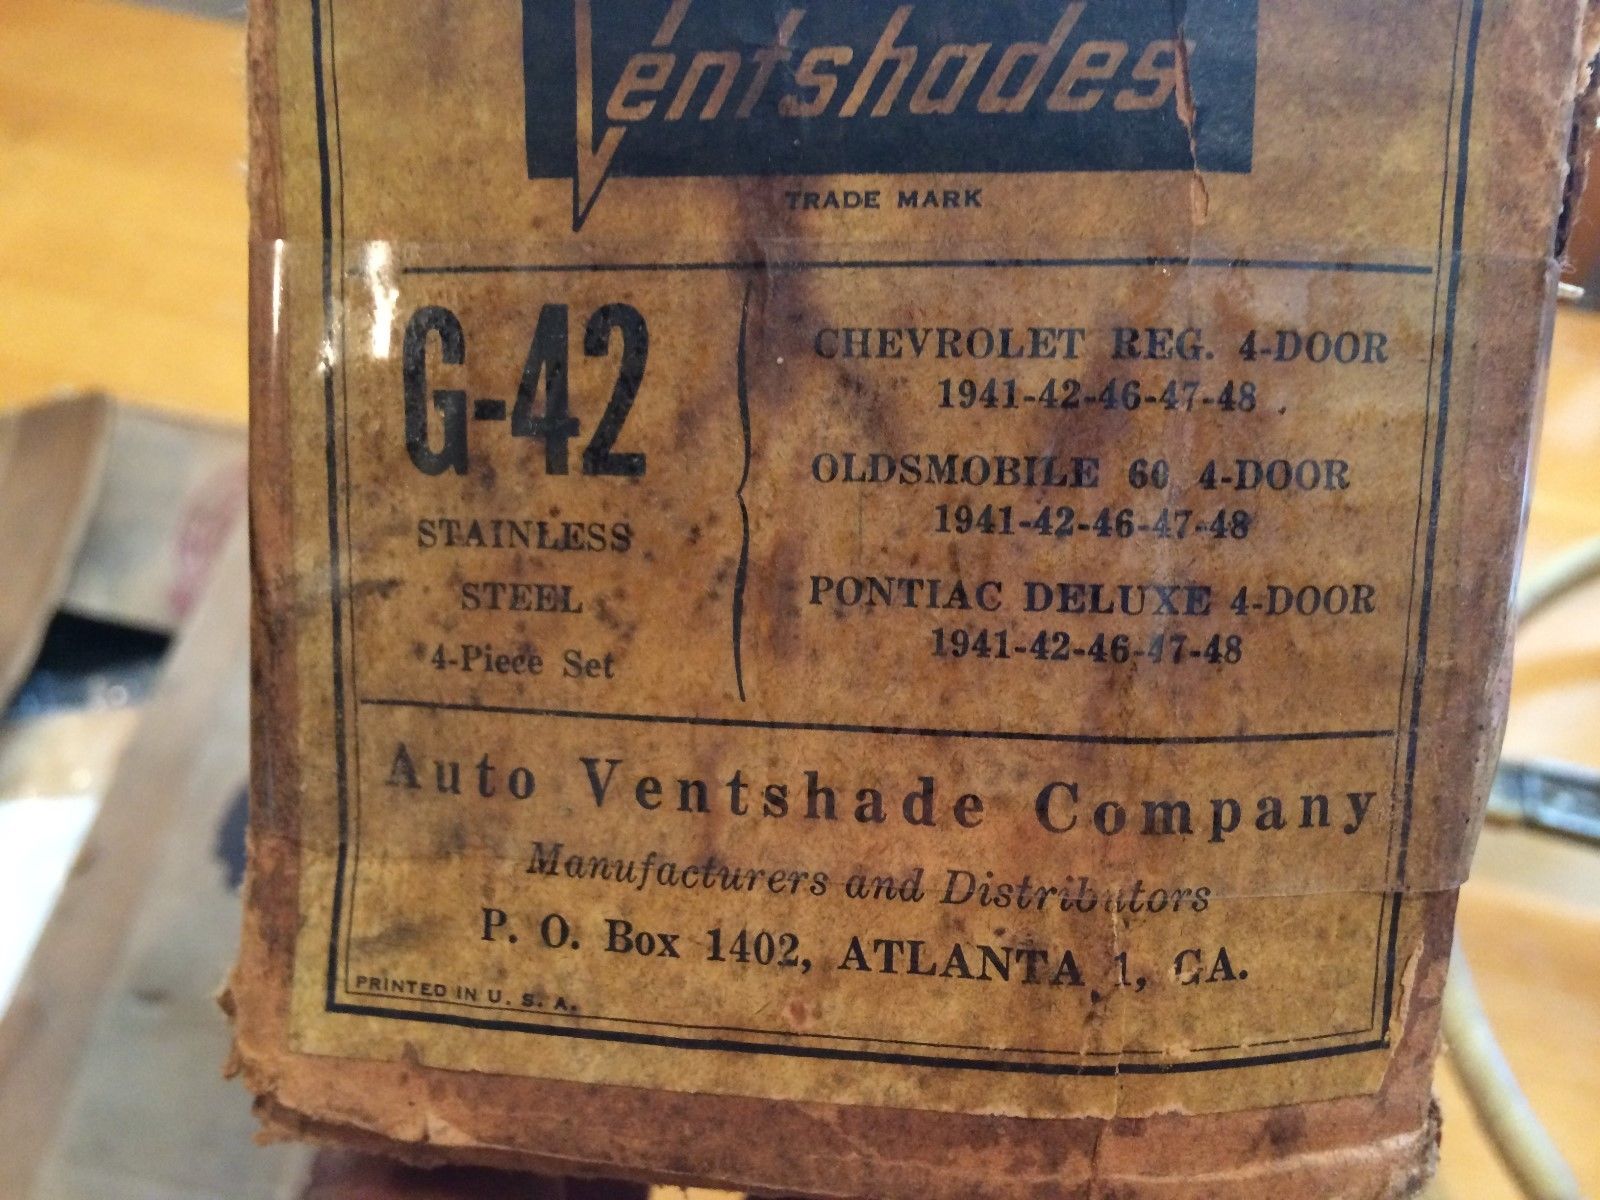 Ventshades
TRADE MARK
G-42
STAINLESS
STEEL
4-Piece Set
CHEVROLET REG. 4-DOOR
1941-42-46-47-48
OLDSMOBILE 60 4-DOOR
1941-42-46-47-48
PONTIAC DELUXE 4-DOOR
1941-42-46-47-48
Auto Ventshade Company
Manufacturers and Distributors
P. O. Box 1402, ATLANTA 1, GA.
PRINTED IN U. S. A.